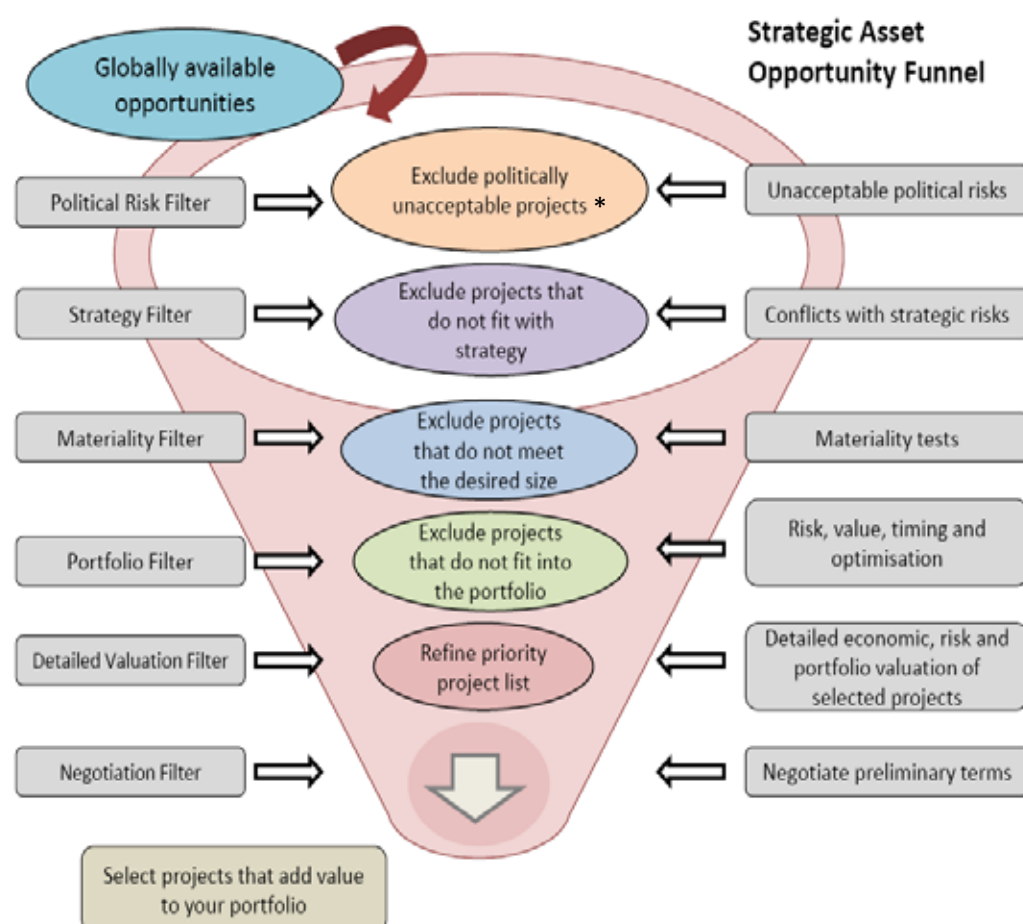 Strategic Asset
Opportunity Funnel
Globally available
opportunities
Political Risk Filter
Exclude politically
unacceptable projects *
Unacceptable political risks
Strategy Filter
Exclude projects that
do not fit with
strategy
Conflicts with strategic risks
Materiality Filter
Exclude projects
that do not meet
the desired size
Materiality tests
Portfolio Filter
Exclude projects
that do not fit into
the portfolio
Risk, value, timing and
optimisation
Detailed Valuation Filter
Refine priority
project list
Detailed economic, risk and
portfolio valuation of
selected projects
Negotiation Filter
Negotiate preliminary terms
Select projects that add value
to your portfolio